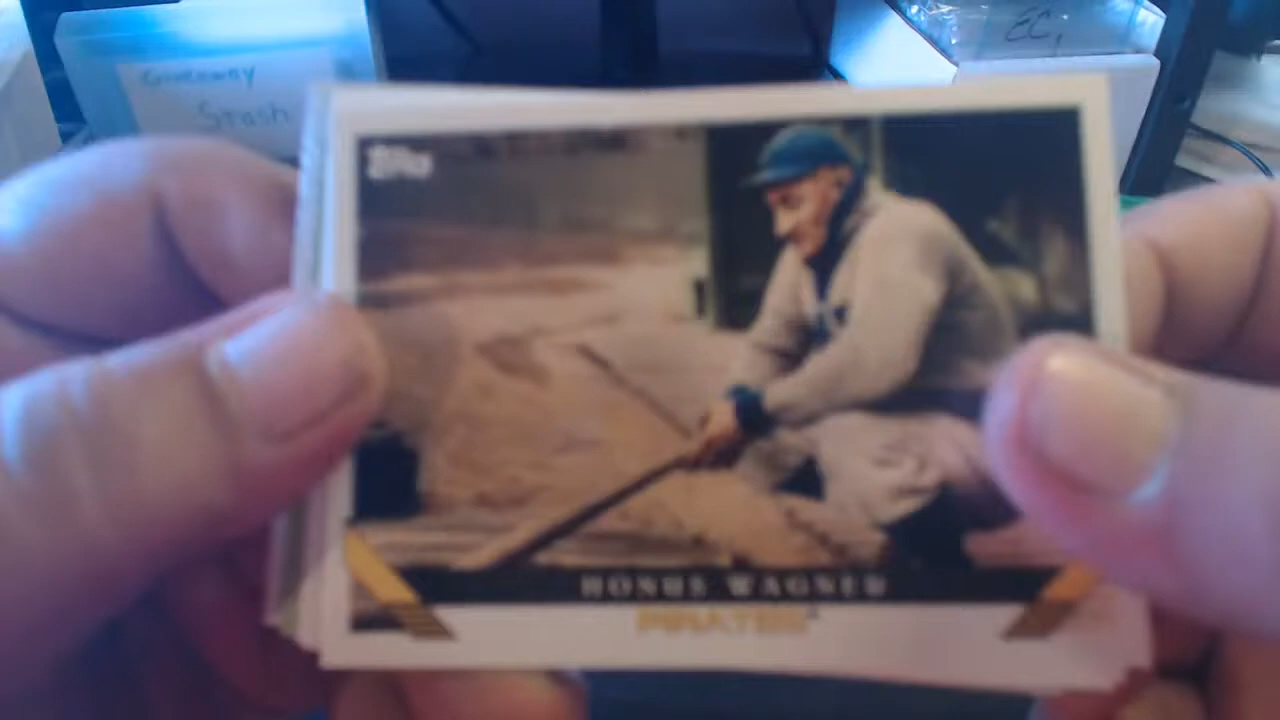 Giveaway
Stash
EC,
Topps
HONUS WAGNER
PIRATES